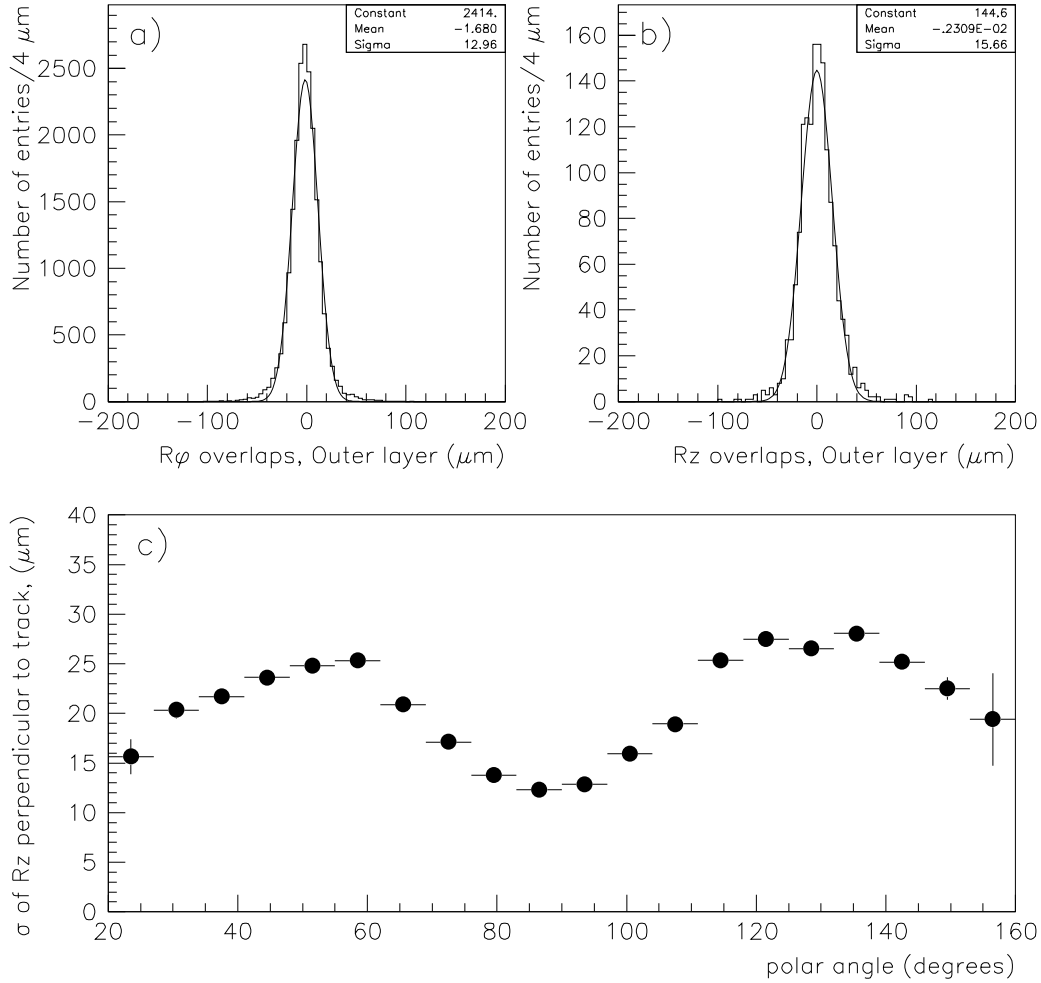 a)
Constant 2414.
Mean -1.680
Sigma 12.96
Number of entries/4 μm
2500
2000
1500
1000
500
0
-200 -100 0 100 200
Rφ overlaps, Outer layer (μm)
b)
Constant 144.6
Mean -.2309E-02
Sigma 15.66
Number of entries/4 μm
160
140
120
100
80
60
40
20
0
-200 -100 0 100 200
Rz overlaps, Outer layer (μm)
c)
σ of Rz perpendicular to track, (μm)
40
35
30
25
20
15
10
5
0
20 40 60 80 100 120 140 160
polar angle (degrees)